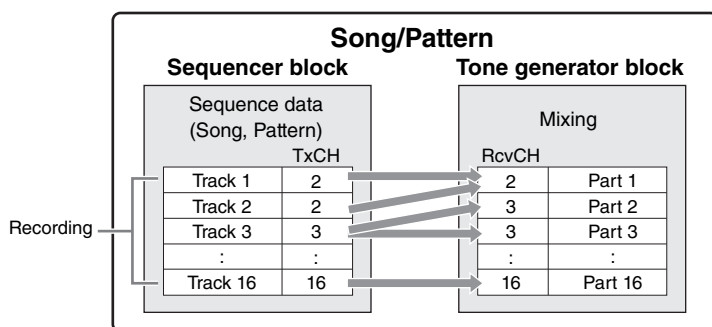 Song/Pattern
Sequencer block Tone generator block
Sequence data
(Song, Pattern)
Mixing
TxCH RcvCH
Track 1 2 2 Part 1
Track 2 2 3 Part 2
Track 3 3 3 Part 3
Recording
: : : :
Track 16 16 16 Part 16